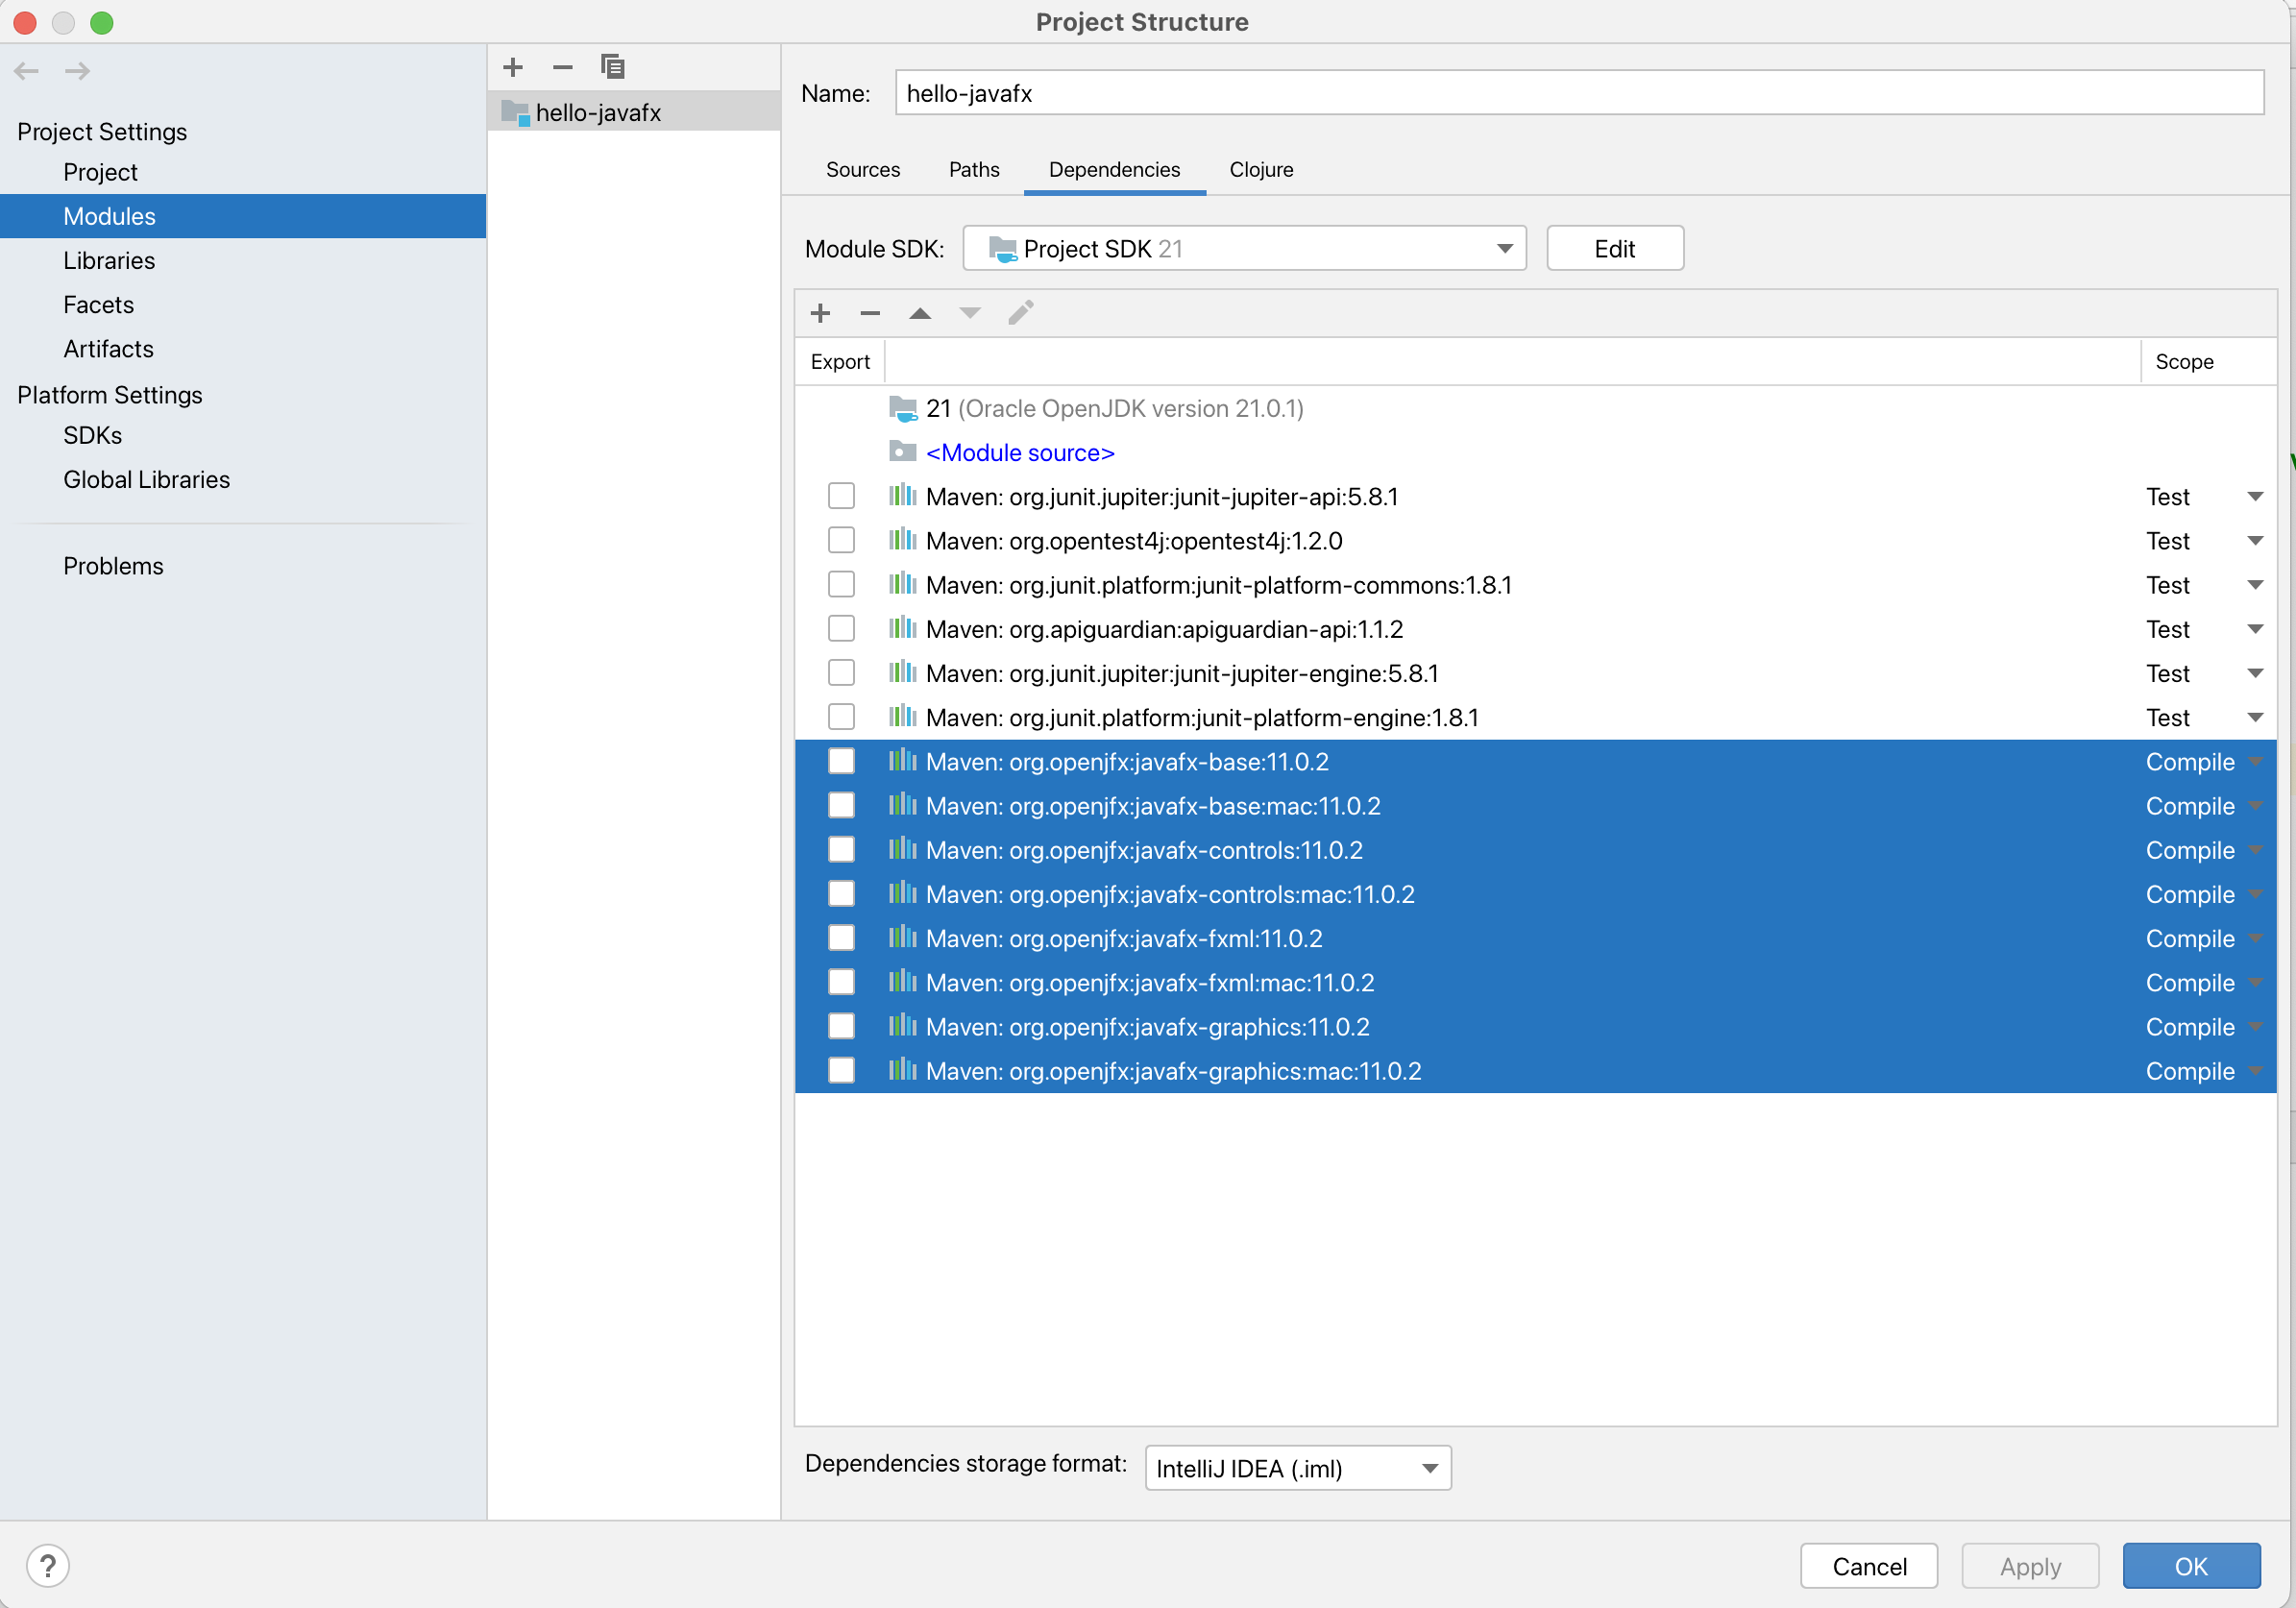 Project Structure
Project Settings
Project
Modules
Libraries
Facets
Artifacts
Platform Settings
SDKs
Global Libraries
Problems
hello-javafx
Name: hello-javafx
Sources Paths Dependencies Clojure
Module SDK: Project SDK 21 Edit
Export Scope
21 (Oracle OpenJDK version 21.0.1)
<Module source>
Maven: org.junit.jupiter:junit-jupiter-api:5.8.1 Test
Maven: org.opentest4j:opentest4j:1.2.0 Test
Maven: org.junit.platform:junit-platform-commons:1.8.1 Test
Maven: org.apiguardian:apiguardian-api:1.1.2 Test
Maven: org.junit.jupiter:junit-jupiter-engine:5.8.1 Test
Maven: org.junit.platform:junit-platform-engine:1.8.1 Test
Maven: org.openjfx:javafx-base:11.0.2 Compile
Maven: org.openjfx:javafx-base:mac:11.0.2 Compile
Maven: org.openjfx:javafx-controls:11.0.2 Compile
Maven: org.openjfx:javafx-controls:mac:11.0.2 Compile
Maven: org.openjfx:javafx-fxml:11.0.2 Compile
Maven: org.openjfx:javafx-fxml:mac:11.0.2 Compile
Maven: org.openjfx:javafx-graphics:11.0.2 Compile
Maven: org.openjfx:javafx-graphics:mac:11.0.2 Compile
Dependencies storage format: IntelliJ IDEA (.iml)
? Cancel Apply OK